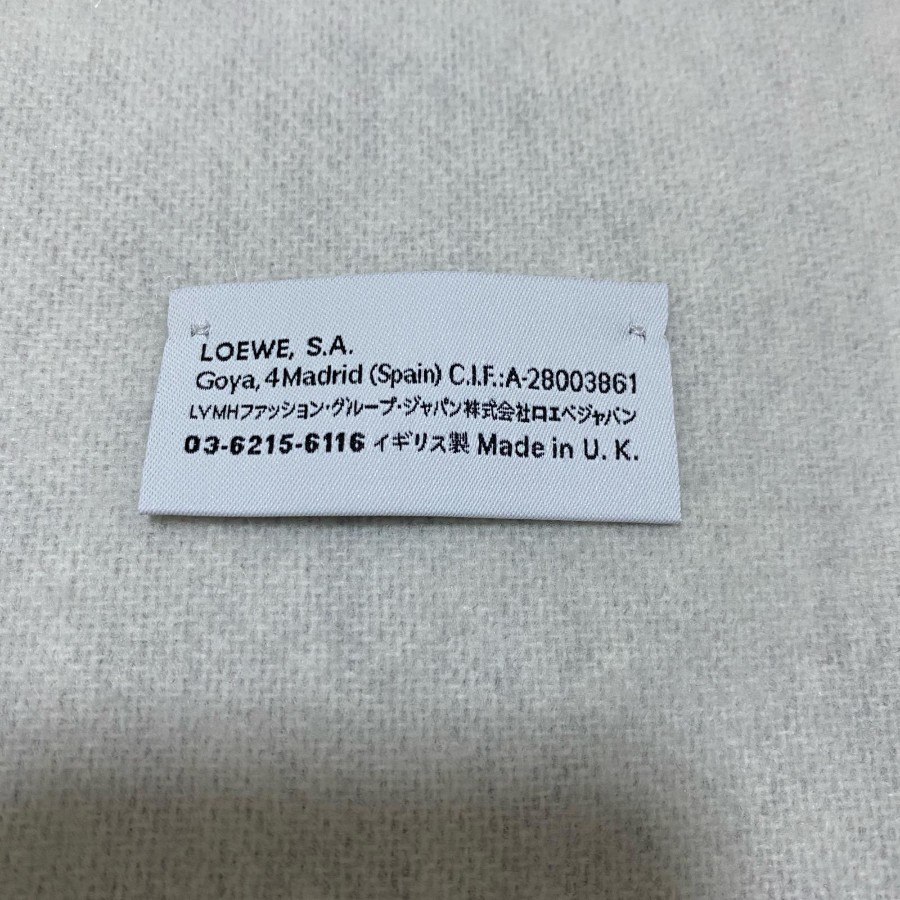 LOEWE, S.A.
Goya, 4 Madrid (Spain) C.I.F.:A-28003861
LVMHファッション・グループ・ジャパン株式会社ロエベジャパン
03-6215-6116 イギリス製 Made in U. K.